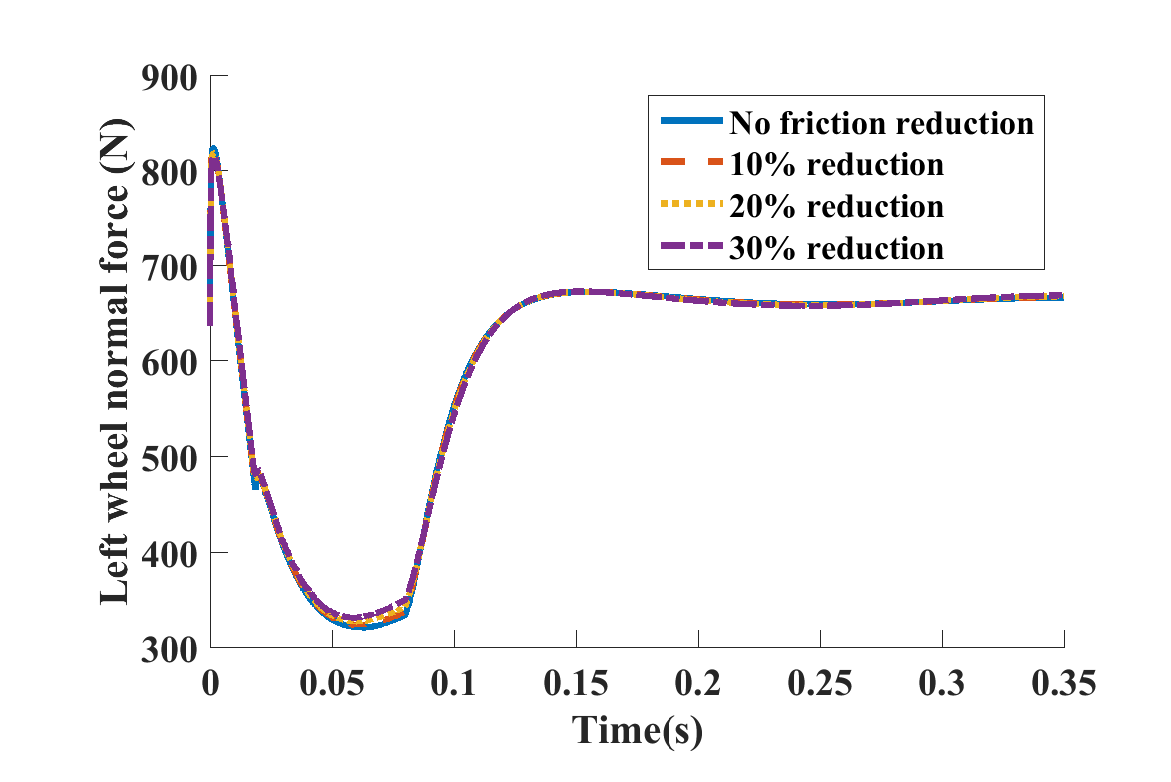 900
800
700
600
500
400
300
Left wheel normal force (N)
No friction reduction
10% reduction
20% reduction
30% reduction
0 0.05 0.1 0.15 0.2 0.25 0.3 0.35
Time(s)